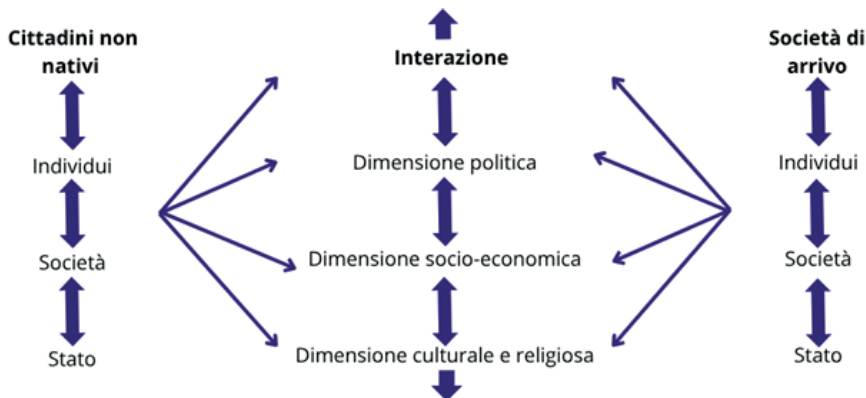 Cittadini non
nativi
Individui
Società
Stato
Interazione
Dimensione politica
Dimensione socio-economica
Dimensione culturale e religiosa
Società di
arrivo
Individui
Società
Stato